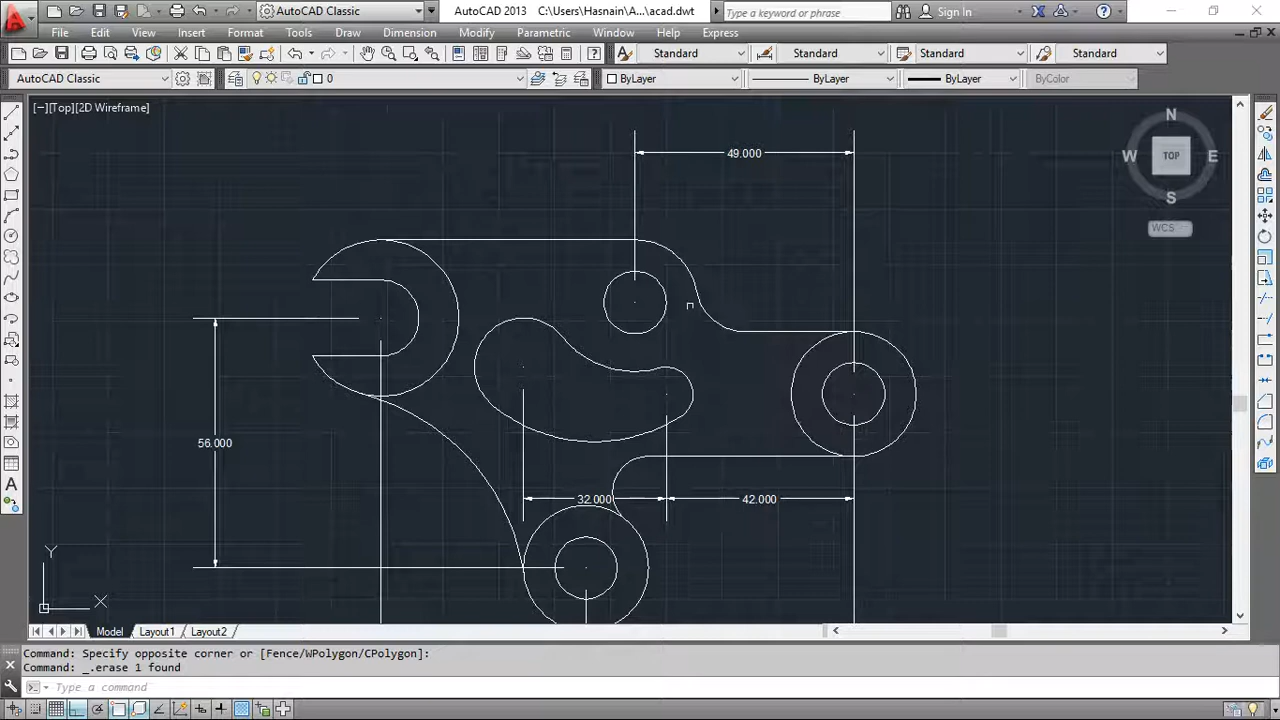 AutoCAD Classic
AutoCAD 2013 C:\Users\Hasnain\A...\acad.dwt
Type a keyword or phrase
Sign In
File Edit View Insert Format Tools Draw Dimension Modify Parametric Window Help Express
Standard Standard Standard Standard
AutoCAD Classic 0 ByLayer ByLayer ByLayer ByColor
[−][Top][2D Wireframe]
N
W TOP E
S
WCS
49.000
56.000
32.000 42.000
Y
X
Model Layout1 Layout2
Command: Specify opposite corner or [Fence/WPolygon/CPolygon]:
Command: _.erase 1 found
Type a command